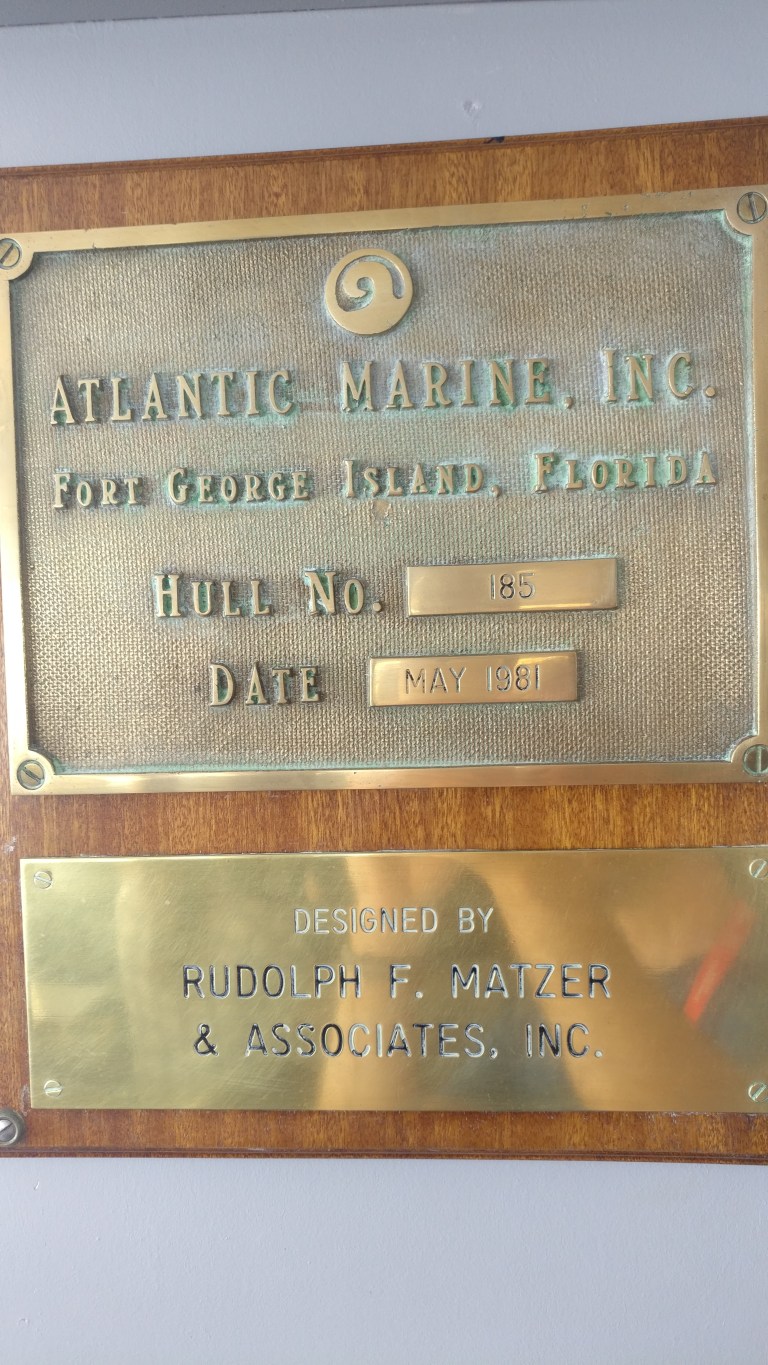 ATLANTIC MARINE, INC.
FORT GEORGE ISLAND, FLORIDA
HULL NO. 185
DATE MAY 1981
DESIGNED BY
RUDOLPH F. MATZER
& ASSOCIATES, INC.